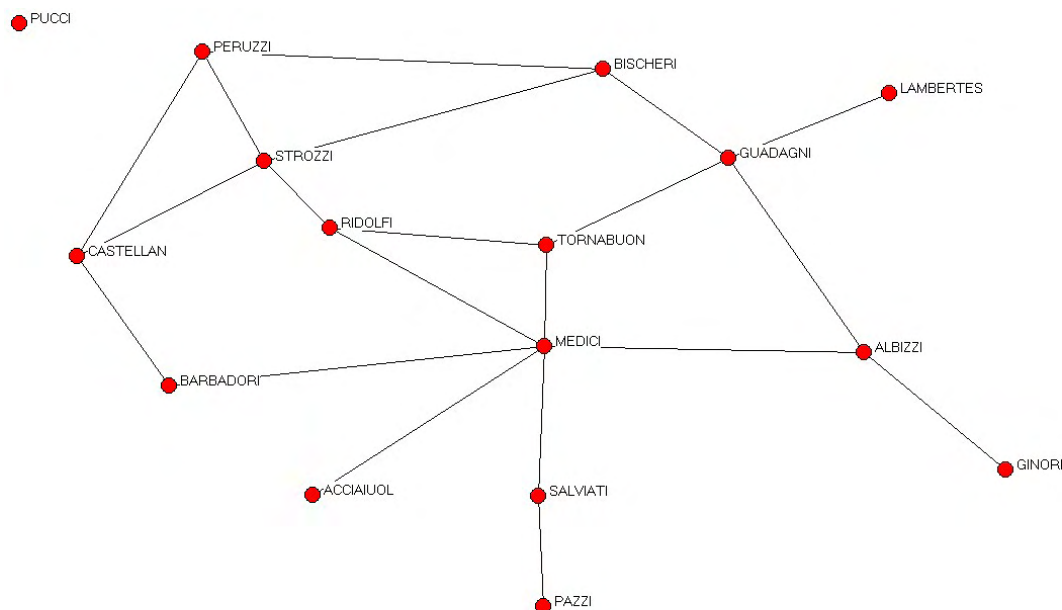 PUCCI
PERUZZI
BISCHERI
LAMBERTES
STROZZI
GUADAGNI
RIDOLFI
TORNABUON
CASTELLAN
MEDICI
ALBIZZI
BARBADORI
GINORI
ACCIAIUOL
SALVIATI
PAZZI